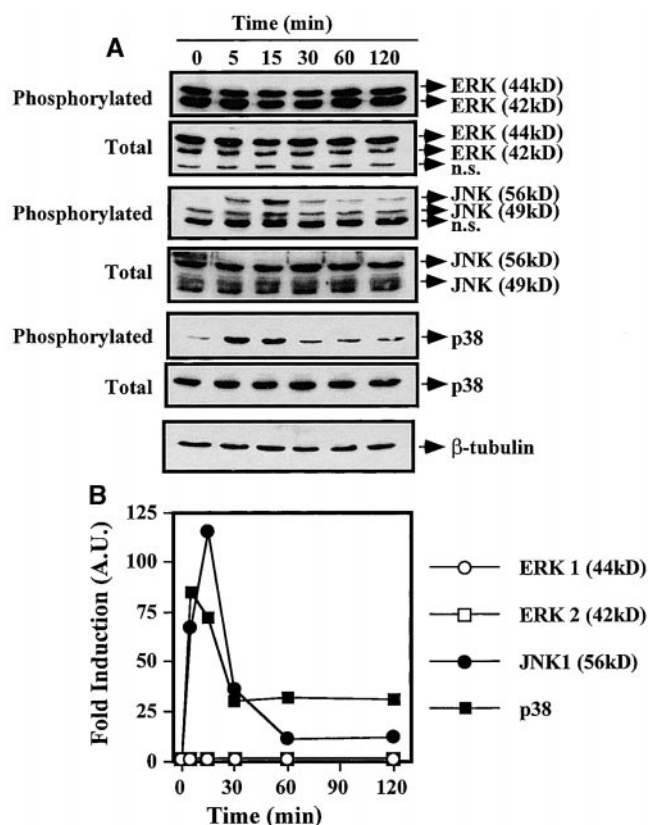 Time (min)
A
0 5 15 30 60 120
Phosphorylated
ERK (44kD)
ERK (42kD)
Total
ERK (44kD)
ERK (42kD)
n.s.
Phosphorylated
JNK (56kD)
JNK (49kD)
n.s.
Total
JNK (56kD)
JNK (49kD)
Phosphorylated
p38
Total
p38
β-tubulin
B
Fold Induction (A.U.)
125
100
75
50
25
0
0 30 60 90 120
Time (min)
ERK 1 (44kD)
ERK 2 (42kD)
JNK1 (56kD)
p38